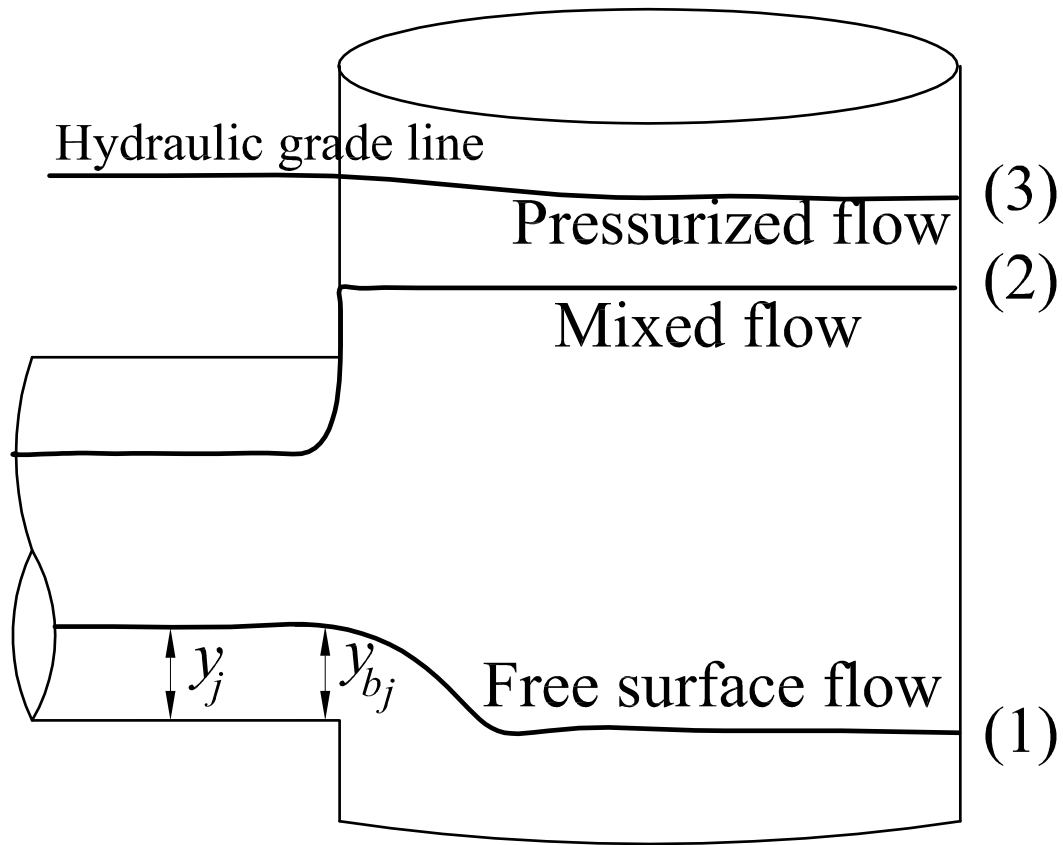 Hydraulic grade line
(3)
Pressurized flow
(2)
Mixed flow
y_j
y_{b_j}
Free surface flow
(1)